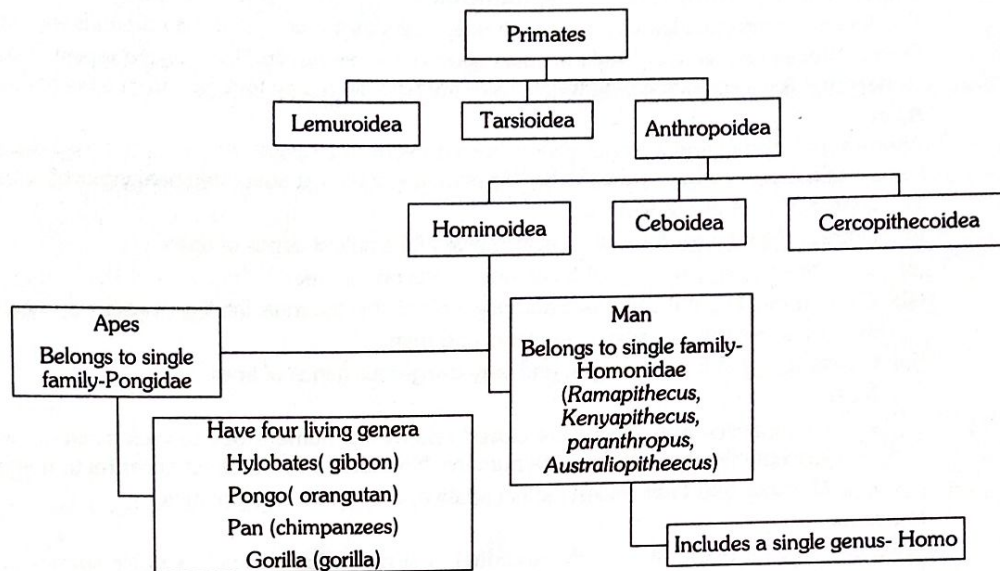 Primates
Lemuroidea
Tarsioidea
Anthropoidea
Hominoidea
Ceboidea
Cercopithecoidea
Apes
Belongs to single
family-Pongidae
Man
Belongs to single family-
Homonidae
(Ramapithecus,
Kenyapithecus,
paranthropus,
Australiopitheecus)
Have four living genera
Hylobates( gibbon)
Pongo( orangutan)
Pan (chimpanzees)
Gorilla (gorilla)
Includes a single genus- Homo